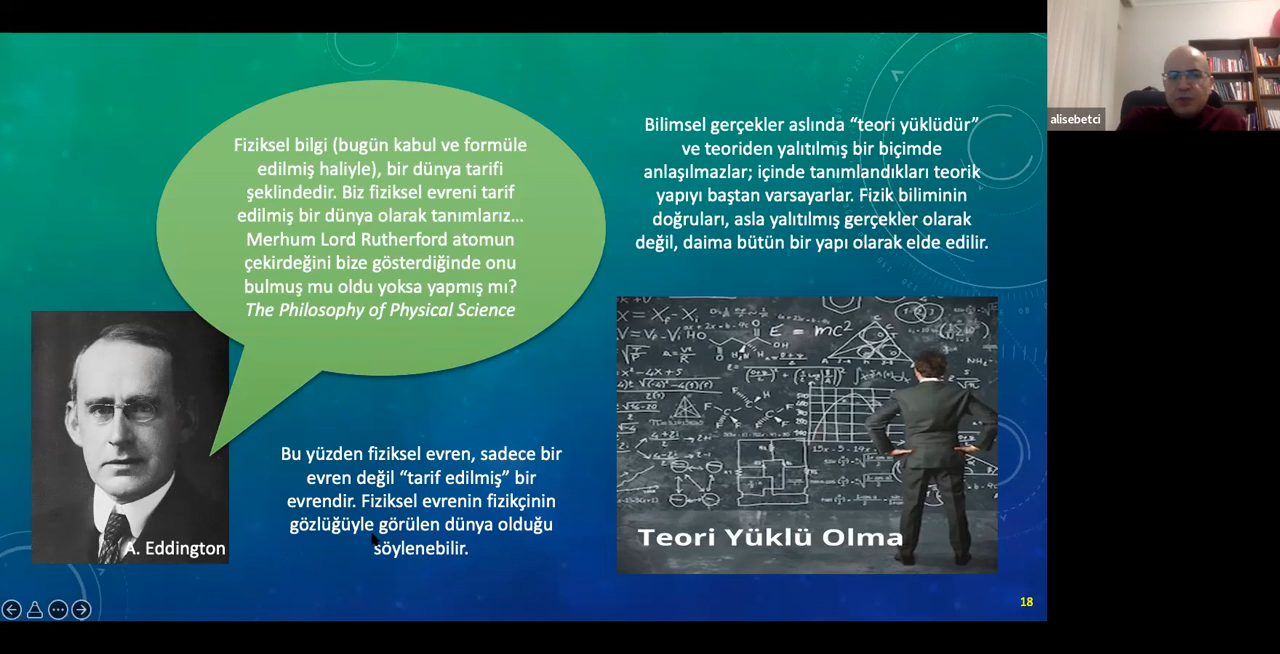 Fiziksel bilgi (bugün kabul ve formüle
edilmiş haliyle), bir dünya tarifi
şeklindedir. Biz fiziksel evreni tarif
edilmiş bir dünya olarak tanımlarız...
Merhum Lord Rutherford atomun
çekirdeğini bize gösterdiğinde onu
bulmuş mu oldu yoksa yapmış mı?
The Philosophy of Physical Science
A. Eddington
Bu yüzden fiziksel evren, sadece bir
evren değil “tarif edilmiş” bir
evrendir. Fiziksel evrenin fizikçinin
gözlüğüyle görülen dünya olduğu
söylenebilir.
Bilimsel gerçekler aslında “teori yüklüdür”
ve teoriden yalıtılmış bir biçimde
anlaşılmazlar; içinde tanımlandıkları teorik
yapıyı baştan varsayarlar. Fizik biliminin
doğruları, asla yalıtılmış gerçekler olarak
değil, daima bütün bir yapı olarak elde edilir.
E = mc²
Teori Yüklü Olma
18
alisebetci